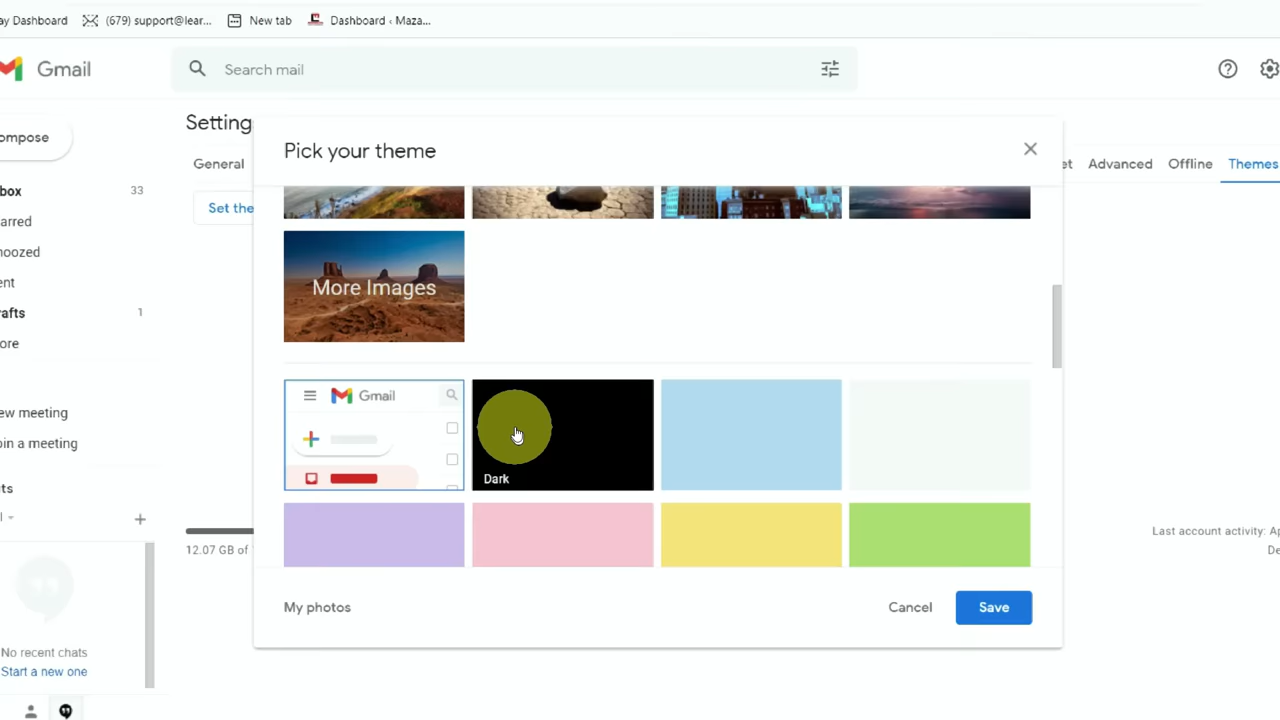 ay Dashboard (679) support@lear... New tab Dashboard ‹ Maza...
Gmail Search mail
ompose
box 33
arred
noozed
ent
rafts 1
ore
ew meeting
oin a meeting
ts
l
No recent chats
Start a new one
Setting
General et Advanced Offline Themes
Set the
12.07 GB of
Last account activity: Ap
De
Pick your theme
More Images
Gmail
Dark
My photos Cancel Save